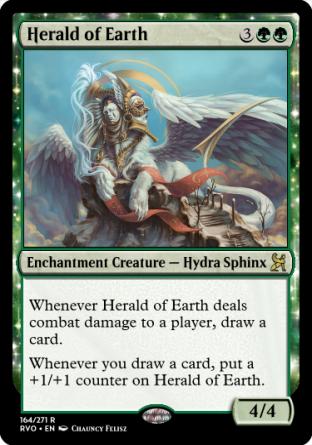 Herald of Earth 3
Enchantment Creature — Hydra Sphinx
Whenever Herald of Earth deals
combat damage to a player, draw a
card.
Whenever you draw a card, put a
+1/+1 counter on Herald of Earth.
4/4
164/271 R
RVO • EN Chauncy Felisz